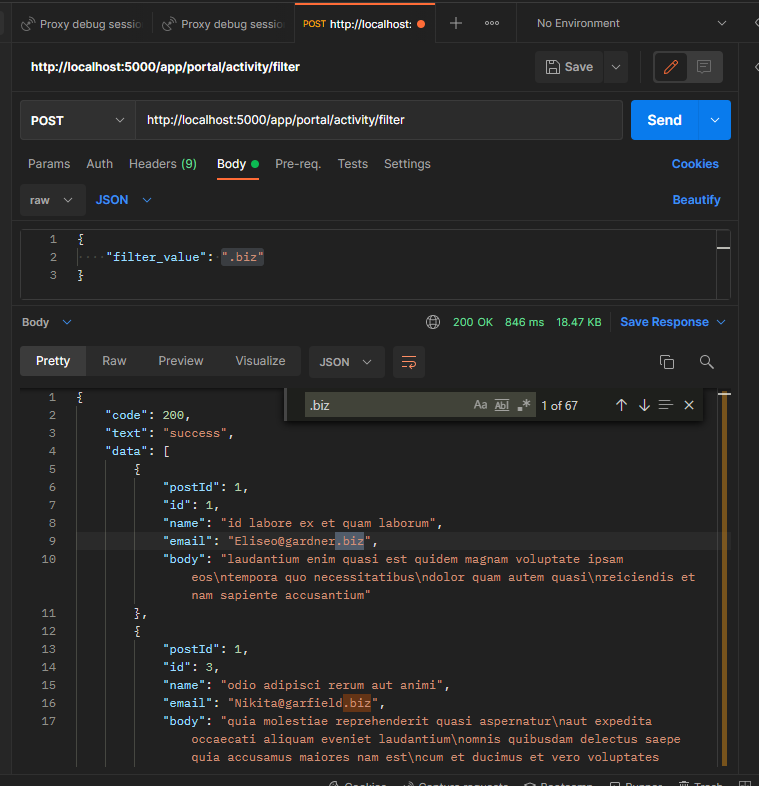 Proxy debug sessio
Proxy debug sessio
POST http://localhost:
No Environment
http://localhost:5000/app/portal/activity/filter
Save
POST http://localhost:5000/app/portal/activity/filter Send
Params Auth Headers (9) Body Pre-req. Tests Settings Cookies
raw JSON Beautify
1 {
2 ····"filter_value":·".biz"
3 }
Body 200 OK 846 ms 18.47 KB Save Response
Pretty Raw Preview Visualize JSON
.biz Aa Abl .* 1 of 67
1 {
2 "code": 200,
3 "text": "success",
4 "data": [
5 {
6 "postId": 1,
7 "id": 1,
8 "name": "id labore ex et quam laborum",
9 "email": "Eliseo@gardner.biz",
10 "body": "laudantium enim quasi est quidem magnam voluptate ipsam
eos\ntempora quo necessitatibus\ndolor quam autem quasi\nreiciendis et
nam sapiente accusantium"
11 },
12 {
13 "postId": 1,
14 "id": 3,
15 "name": "odio adipisci rerum aut animi",
16 "email": "Nikita@garfield.biz",
17 "body": "quia molestiae reprehenderit quasi aspernatur\naut expedita
occaecati aliquam eveniet laudantium\nomnis quibusdam delectus saepe
quia accusamus maiores nam est\ncum et ducimus et vero voluptates
Cookies Capture requests Bootcamp Runner Trash